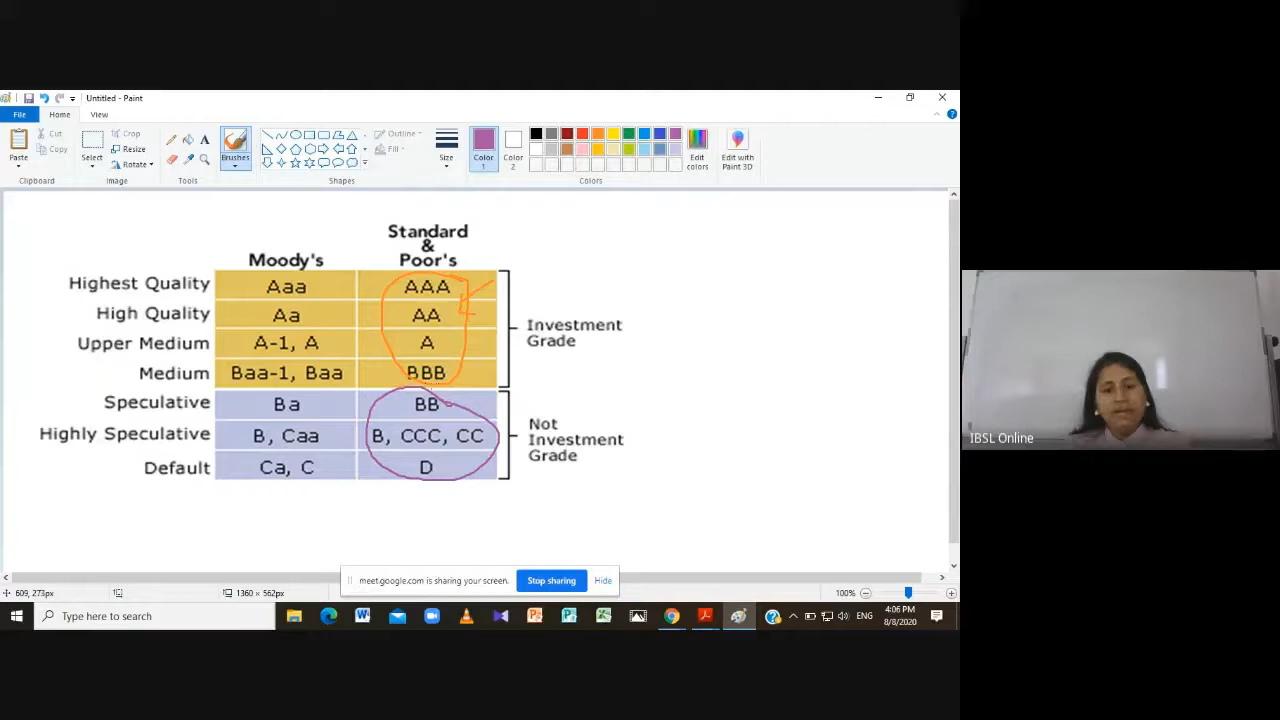 Untitled - Paint
File
Home
View
Paste
Cut
Copy
Clipboard
Select
Crop
Resize
Rotate
Image
Tools
Brushes
Shapes
Outline
Fill
Size
Color
1
Color
2
Colors
Edit
colors
Edit with
Paint 3D
Moody's
Standard
&
Poor's
Highest Quality Aaa AAA
High Quality Aa AA
Upper Medium A-1, A A
Medium Baa-1, Baa BBB
Investment
Grade
Speculative Ba BB
Highly Speculative B, Caa B, CCC, CC
Default Ca, C D
Not
Investment
Grade
IBSL Online
meet.google.com is sharing your screen.
Stop sharing
Hide
609, 273px
1360 × 562px
100%
Type here to search
ENG
4:06 PM
8/8/2020